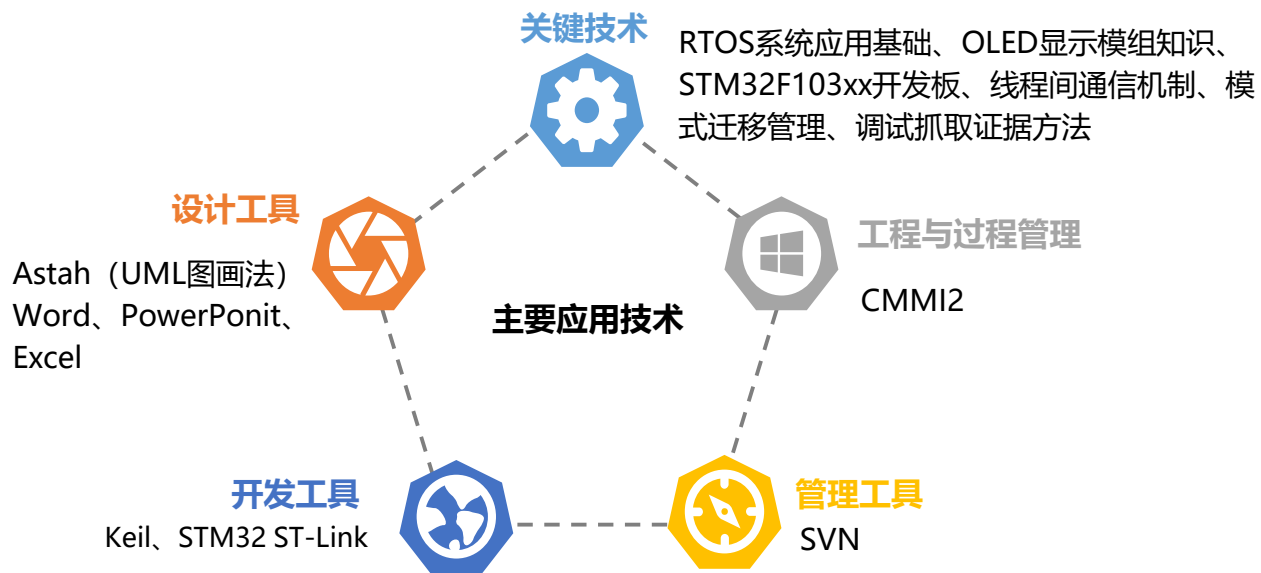 关键技术
RTOS系统应用基础、OLED显示模组知识、
STM32F103xx开发板、线程间通信机制、模
式迁移管理、调试抓取证据方法
设计工具
Astah（UML图画法）
Word、PowerPonit、
Excel
工程与过程管理
CMMI2
主要应用技术
开发工具
Keil、STM32 ST-Link
管理工具
SVN